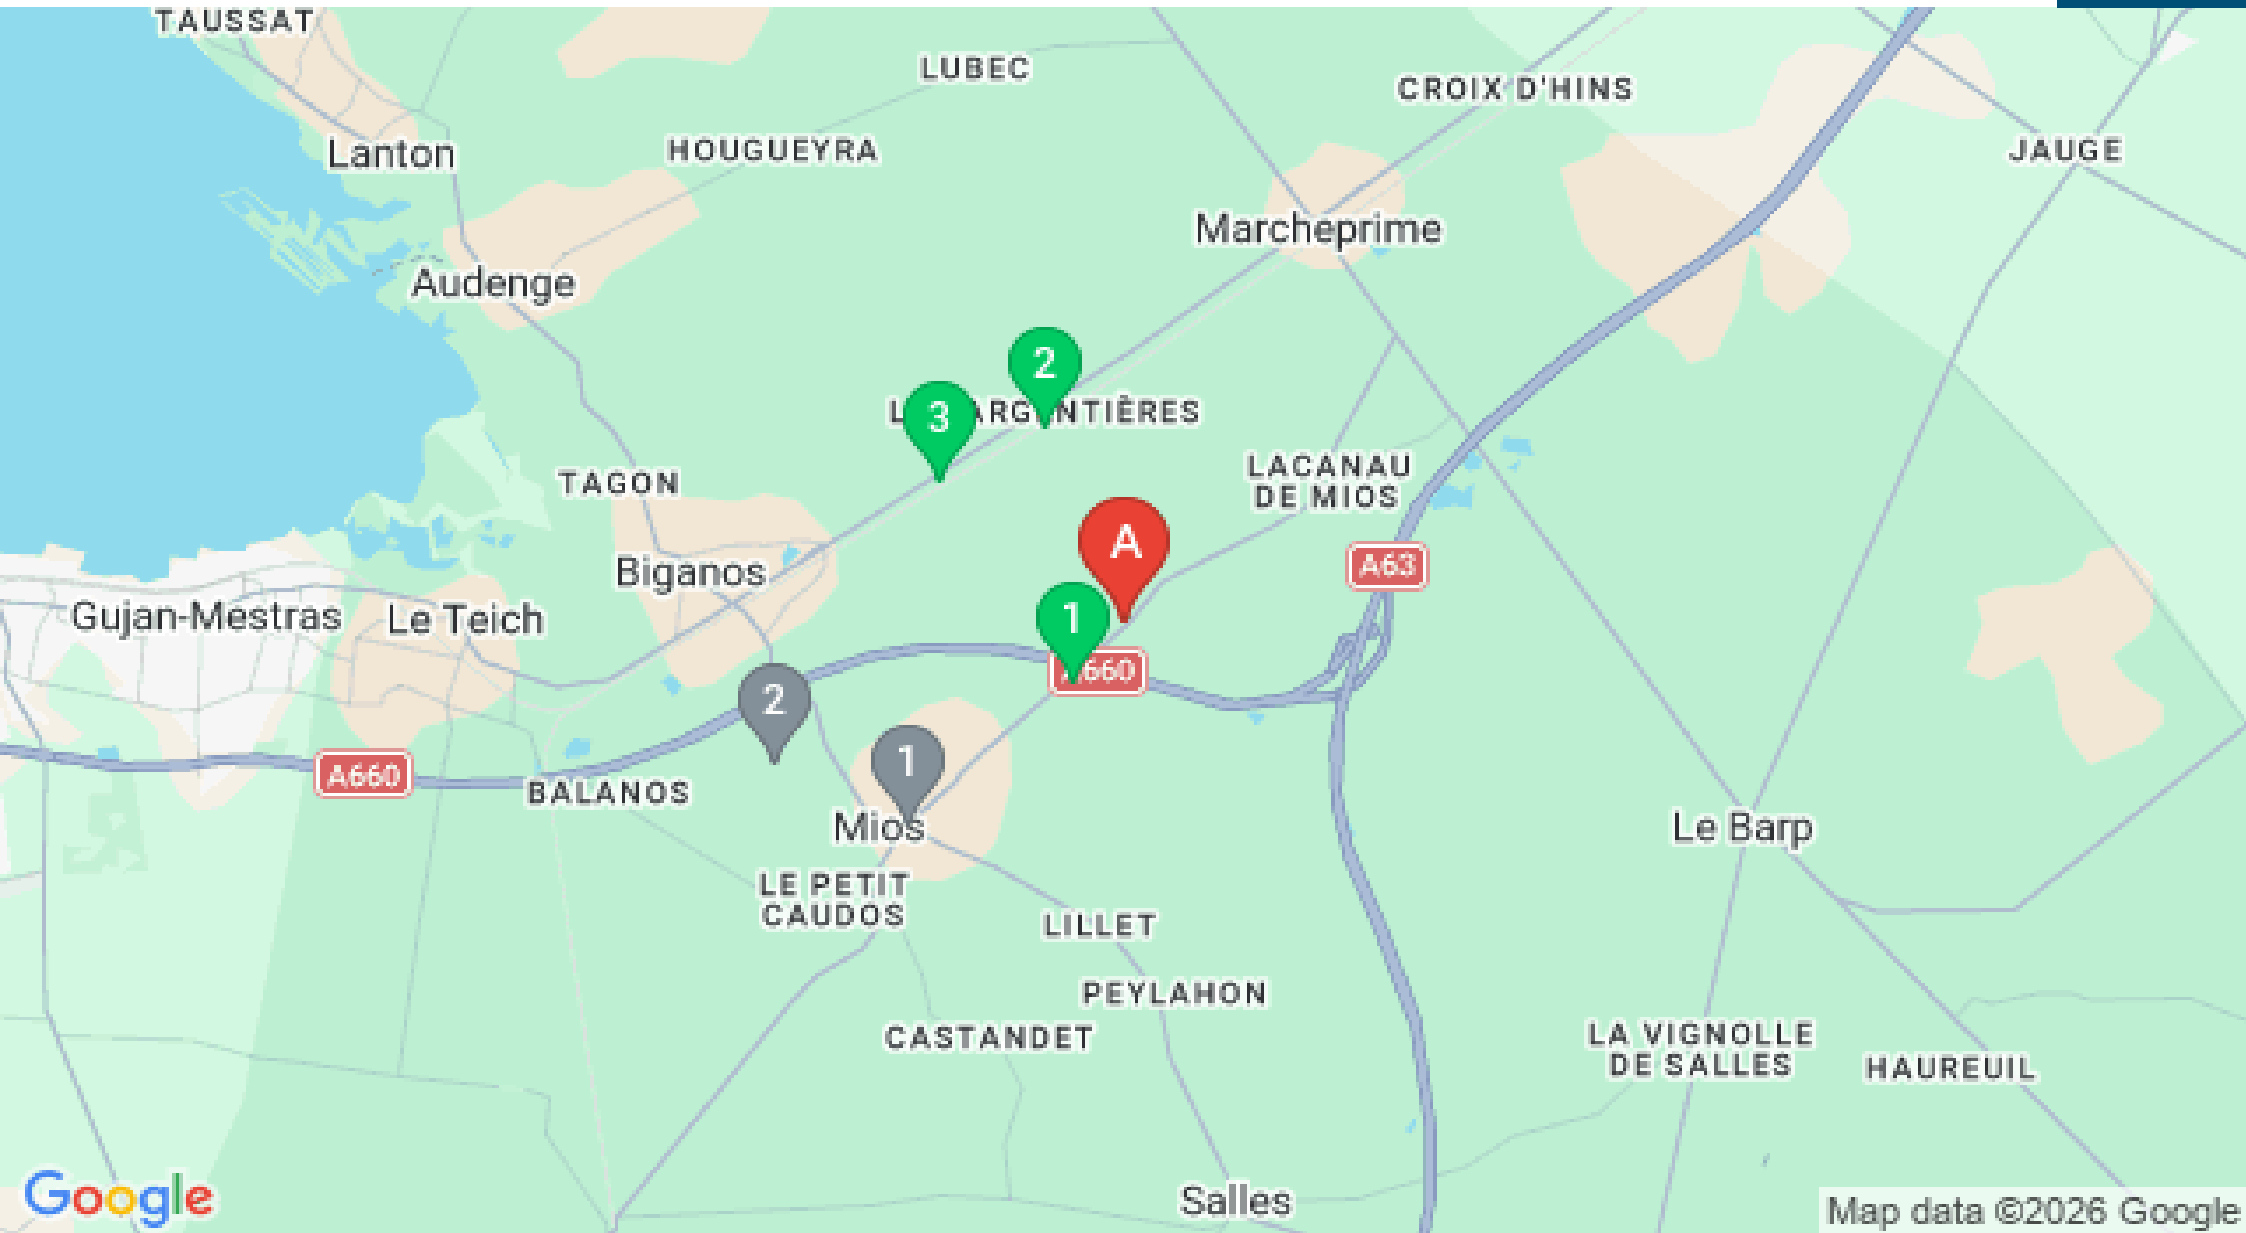 TAUSSAT
LUBEC
CROIX D'HINS
HOUGUEYRA
JAUGE
Lanton
Marcheprime
Audenge
2
3
LACANAU
DE MIOS
TAGON
A
A63
Biganos
1
Gujan-Mestras
Le Teich
A660
2
1
A660
BALANOS
Mios
Le Barp
LE PETIT
CAUDOS
LILLET
PEYLAHON
CASTANDET
LA VIGNOLLE
DE SALLES
HAUREUIL
Salles
Google
Map data ©2026 Google